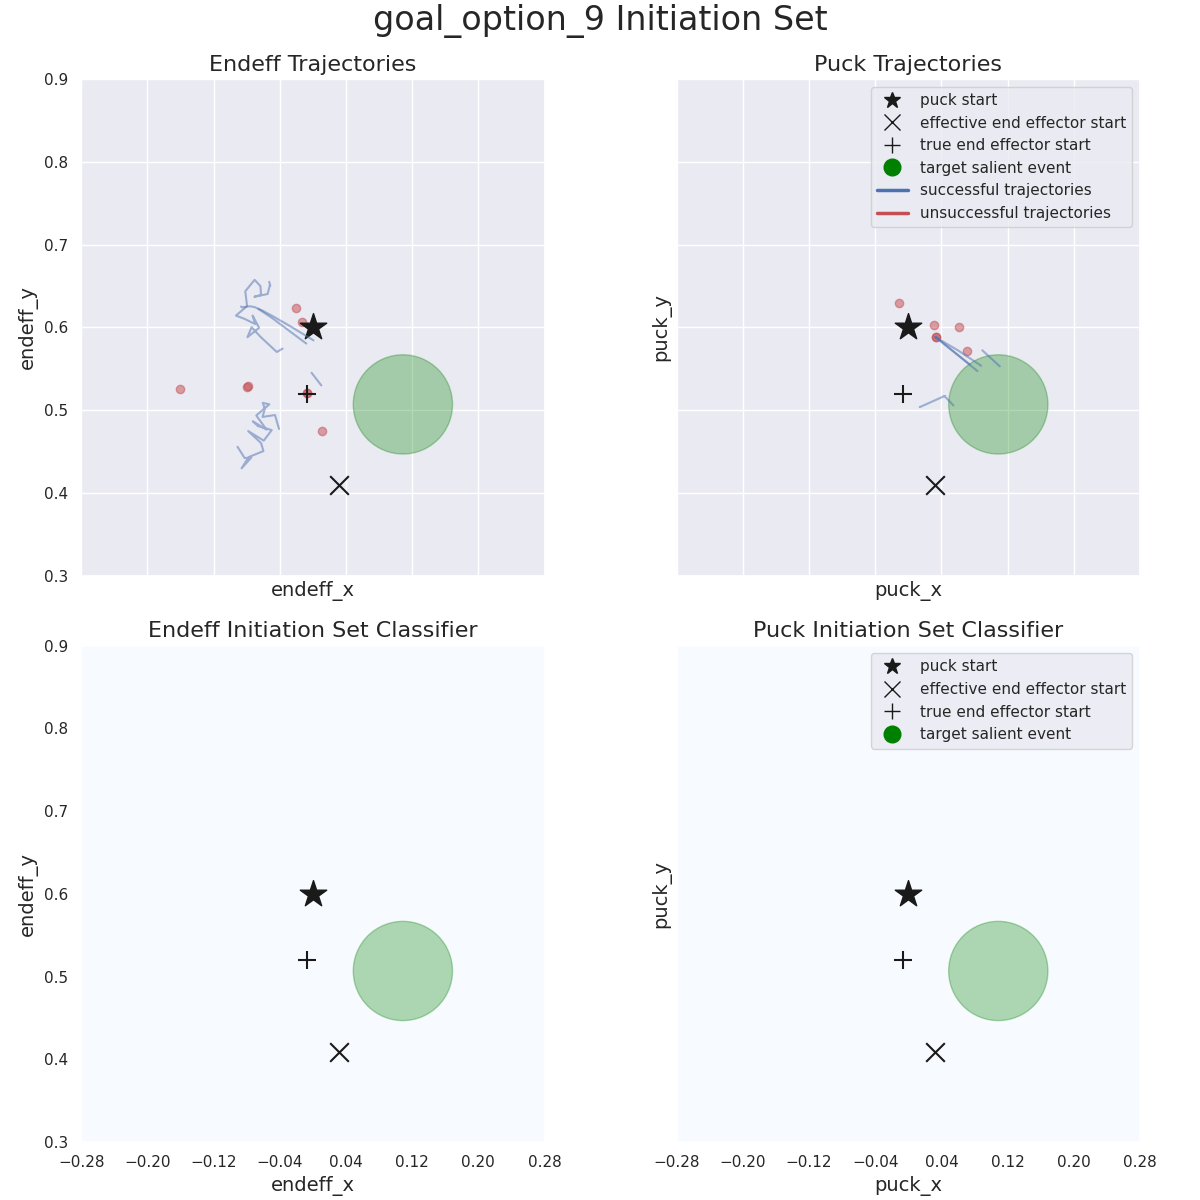 goal_option_9 Initiation Set
Endeff Trajectories
0.9
0.8
0.7
0.6
0.5
0.4
0.3
endeff_y
endeff_x
Puck Trajectories
puck start
effective end effector start
true end effector start
target salient event
successful trajectories
unsuccessful trajectories
puck_y
puck_x
Endeff Initiation Set Classifier
0.9
0.8
0.7
0.6
0.5
0.4
0.3
endeff_y
−0.28 −0.20 −0.12 −0.04 0.04 0.12 0.20 0.28
endeff_x
Puck Initiation Set Classifier
puck start
effective end effector start
true end effector start
target salient event
puck_y
−0.28 −0.20 −0.12 −0.04 0.04 0.12 0.20 0.28
puck_x